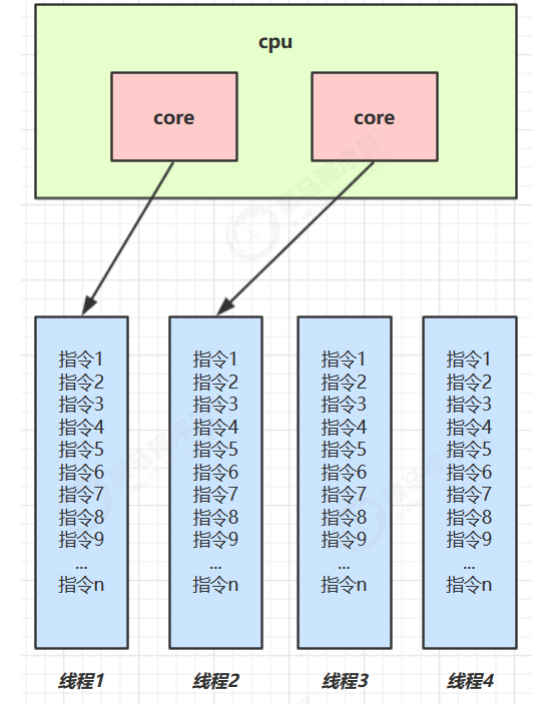 cpu
core
core
指令1
指令2
指令3
指令4
指令5
指令6
指令7
指令8
指令9
...
指令n
指令1
指令2
指令3
指令4
指令5
指令6
指令7
指令8
指令9
...
指令n
指令1
指令2
指令3
指令4
指令5
指令6
指令7
指令8
指令9
...
指令n
指令1
指令2
指令3
指令4
指令5
指令6
指令7
指令8
指令9
...
指令n
线程1
线程2
线程3
线程4
黑马程序员